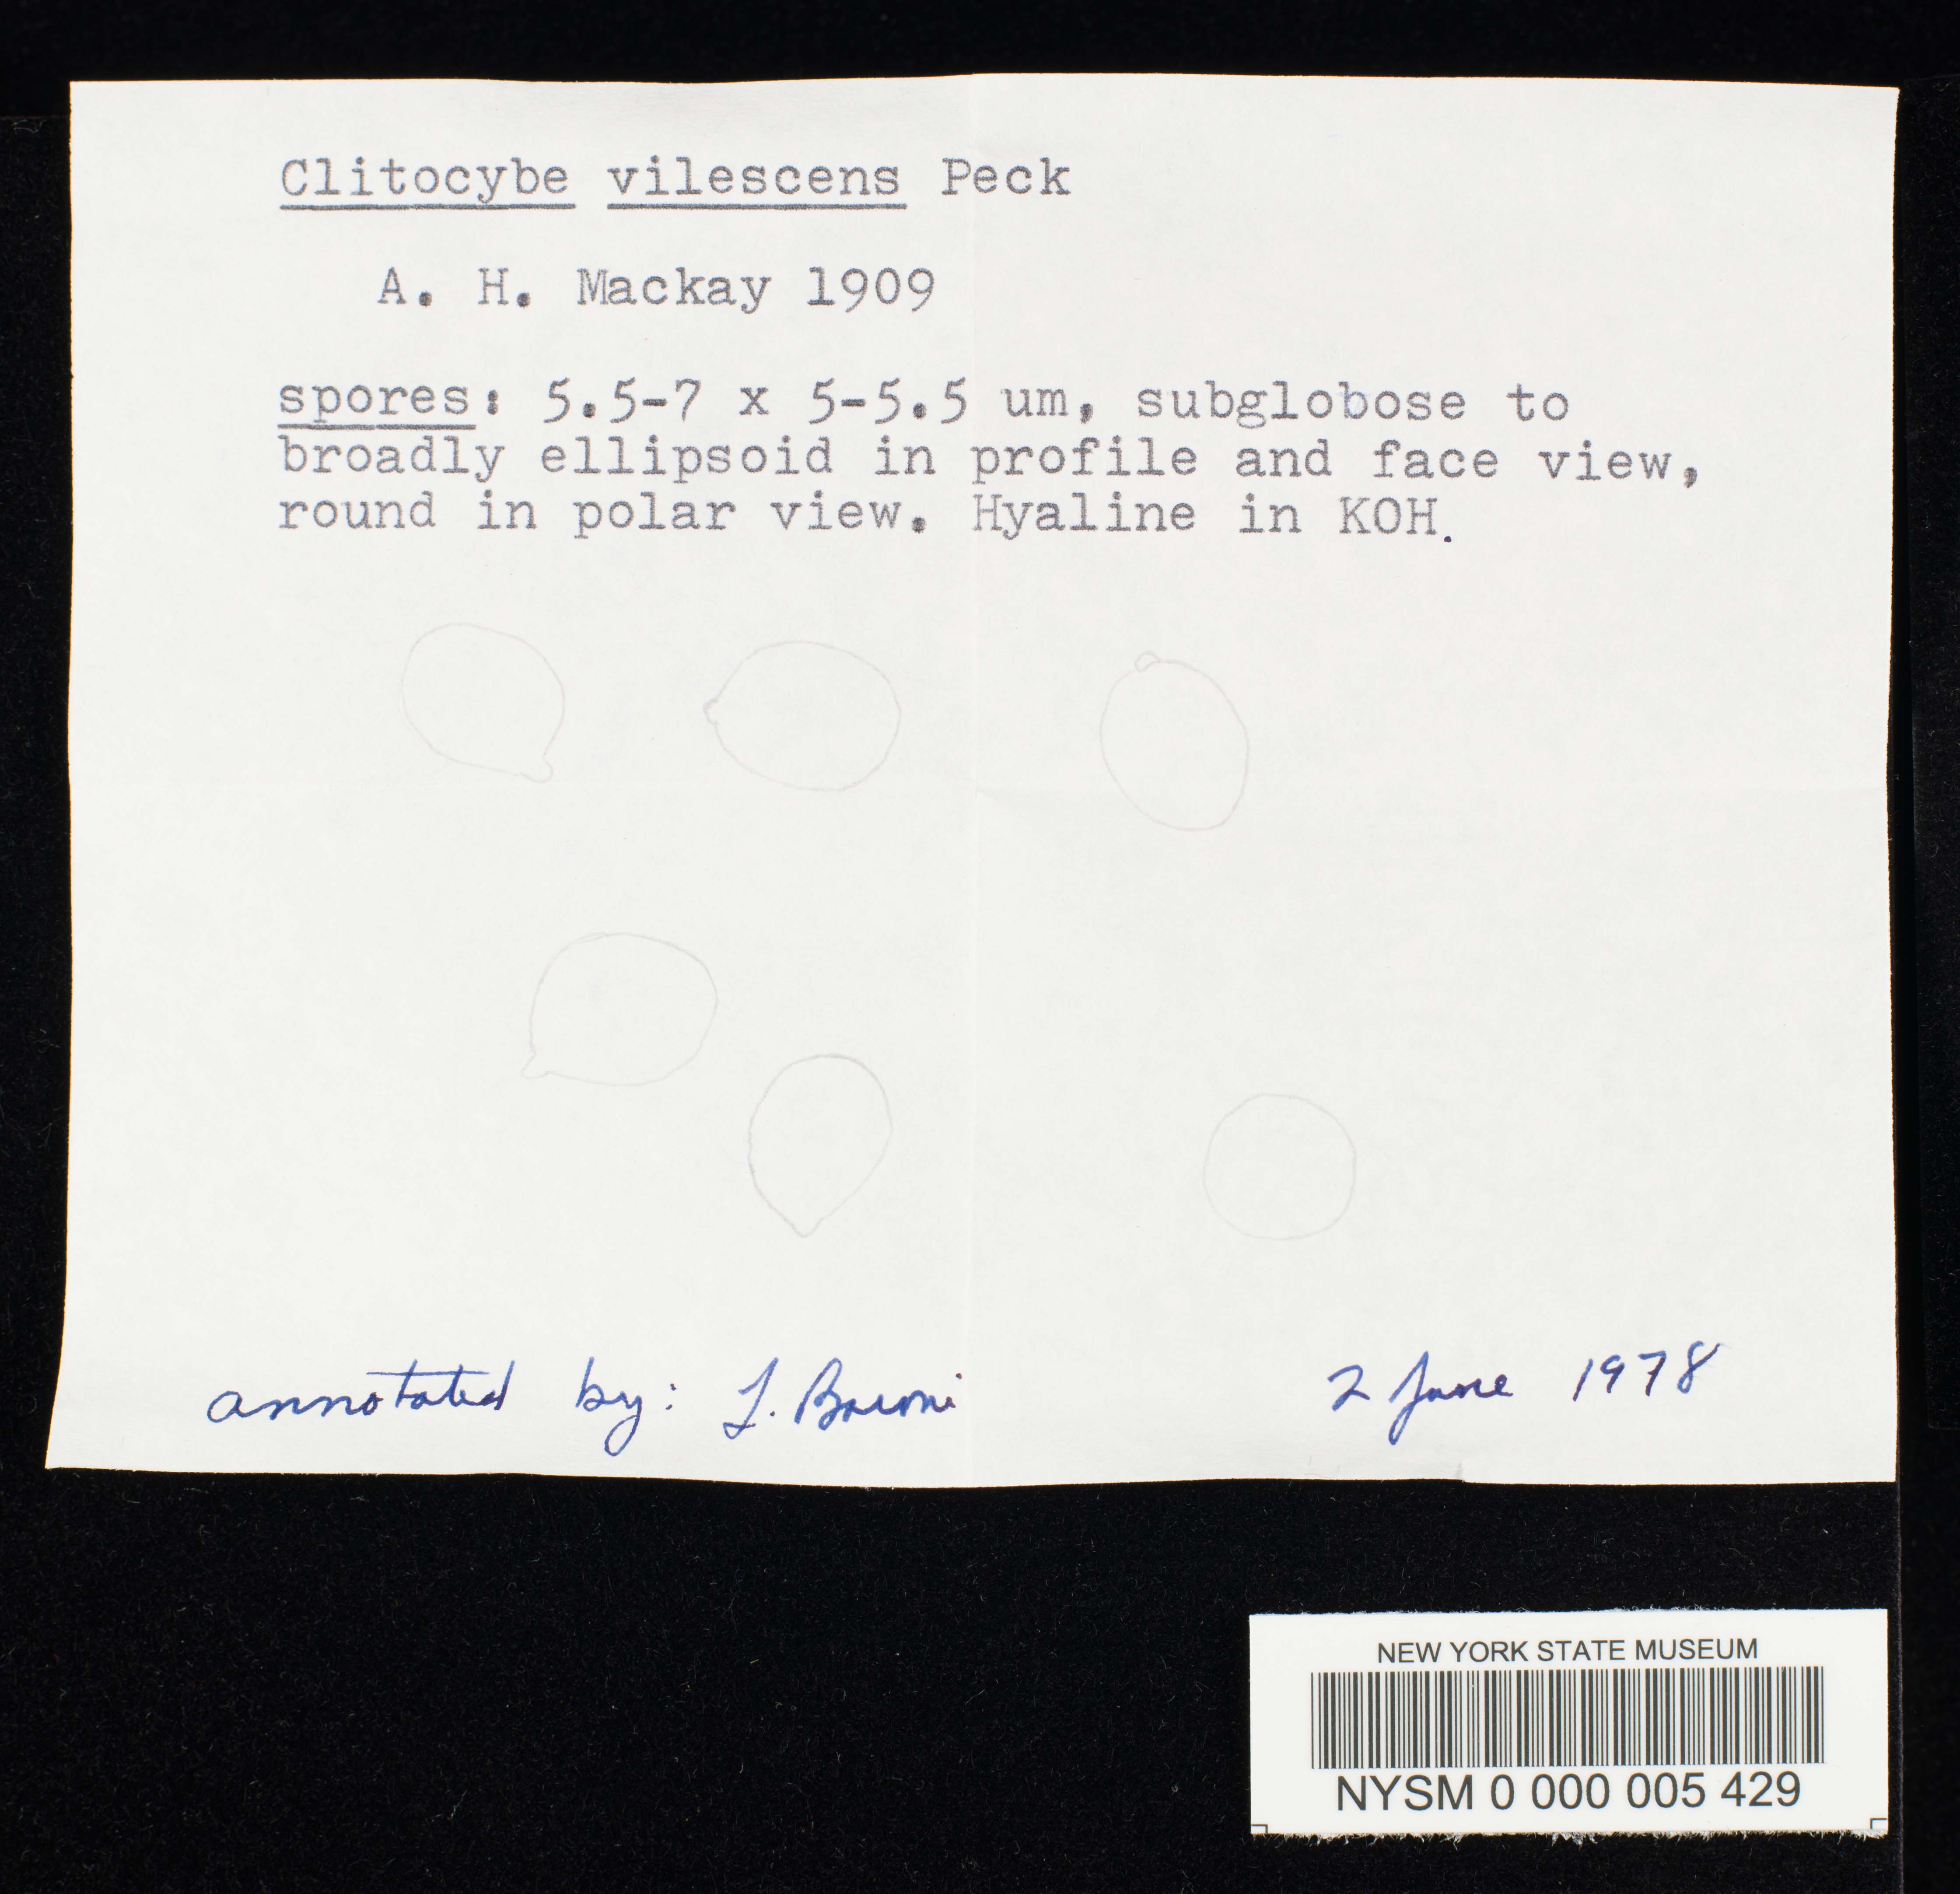 Clitocybe vilescens Peck
A. H. Mackay 1909
spores: 5.5-7 x 5-5.5 um, subglobose to
broadly ellipsoid in profile and face view,
round in polar view. Hyaline in KOH.
annotated by: T. Baroni
2 June 1978
NEW YORK STATE MUSEUM
NYSM 0 000 005 429